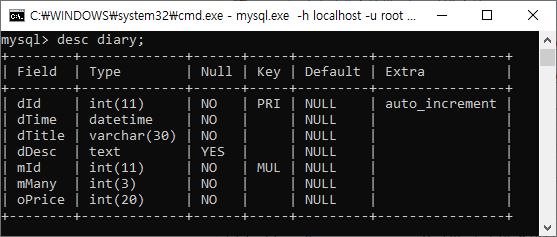 C:₩WINDOWS₩system32₩cmd.exe - mysql.exe  -h localhost -u root ...
mysql> desc diary;
+--------+-------------+------+-----+---------+----------------+
| Field  | Type        | Null | Key | Default | Extra          |
+--------+-------------+------+-----+---------+----------------+
| dId    | int(11)     | NO   | PRI | NULL    | auto_increment |
| dTime  | datetime    | NO   |     | NULL    |                |
| dTitle | varchar(30) | NO   |     | NULL    |                |
| dDesc  | text        | YES  |     | NULL    |                |
| mId    | int(11)     | NO   | MUL | NULL    |                |
| mMany  | int(3)      | NO   |     | NULL    |                |
| oPrice | int(20)     | NO   |     | NULL    |                |
+--------+-------------+------+-----+---------+----------------+